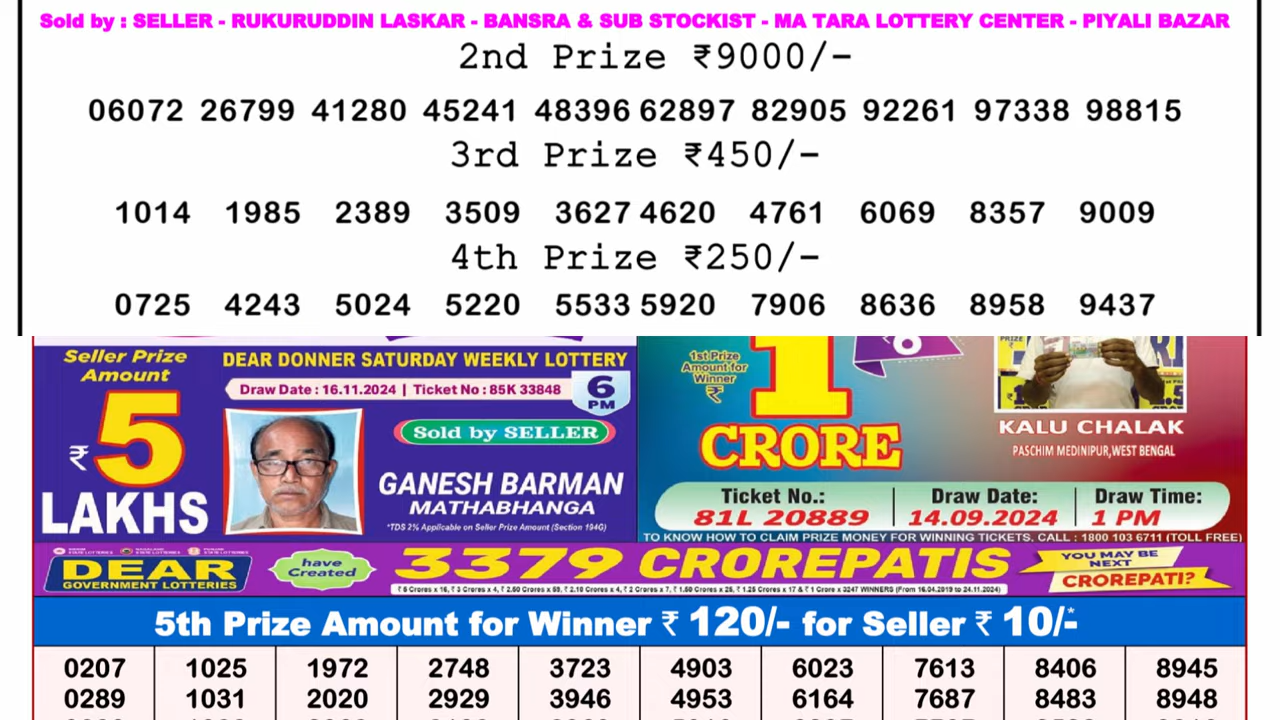 Sold by : SELLER - RUKURUDDIN LASKAR - BANSRA & SUB STOCKIST - MA TARA LOTTERY CENTER - PIYALI BAZAR
2nd Prize ₹9000/-
06072 26799 41280 45241 48396 62897 82905 92261 97338 98815
3rd Prize ₹450/-
1014 1985 2389 3509 3627 4620 4761 6069 8357 9009
4th Prize ₹250/-
0725 4243 5024 5220 5533 5920 7906 8636 8958 9437
Seller Prize
Amount
₹ 5
LAKHS
DEAR DONNER SATURDAY WEEKLY LOTTERY
Draw Date : 16.11.2024 | Ticket No : 85K 33848
6
PM
Sold by SELLER
GANESH BARMAN
MATHABHANGA
*TDS 2% Applicable on Seller Prize Amount (Section 194G)
1st Prize
Amount for
Winner
₹
1
CRORE
KALU CHALAK
PASCHIM MEDINIPUR, WEST BENGAL
Ticket No.: Draw Date: Draw Time:
81L 20889 14.09.2024 1 PM
TO KNOW HOW TO CLAIM PRIZE MONEY FOR WINNING TICKETS. CALL : 1800 103 6711 (TOLL FREE)
DEAR
GOVERNMENT LOTTERIES
have
Created
3379 CROREPATIS
YOU MAY BE
NEXT
CROREPATI?
5th Prize Amount for Winner ₹ 120/- for Seller ₹ 10/-*
0207 1025 1972 2748 3723 4903 6023 7613 8406 8945
0289 1031 2020 2929 3946 4953 6164 7687 8483 8948